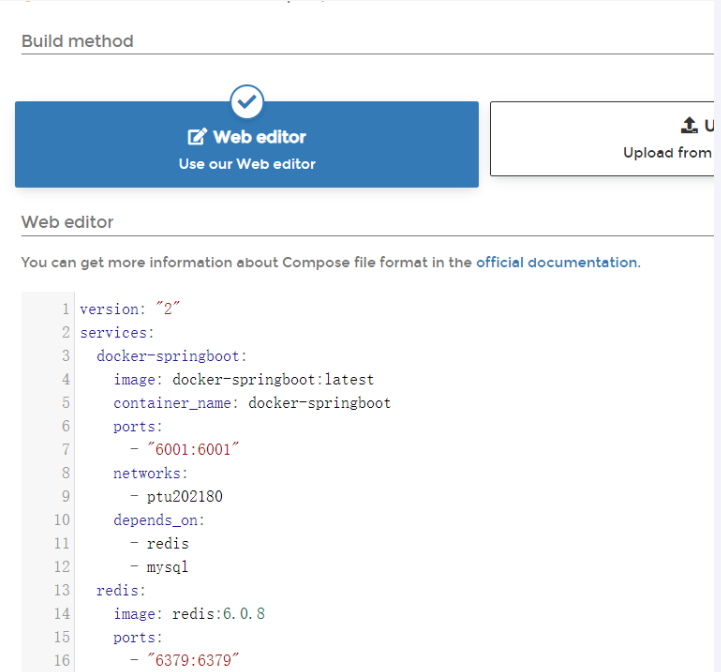 Build method
Web editor
Use our Web editor
Upload from
Web editor
You can get more information about Compose file format in the official documentation.
1 version: "2"
2 services:
3   docker-springboot:
4     image: docker-springboot:latest
5     container_name: docker-springboot
6     ports:
7       - "6001:6001"
8     networks:
9       - ptu202180
10     depends_on:
11       - redis
12       - mysql
13   redis:
14     image: redis:6.0.8
15     ports:
16       - "6379:6379"